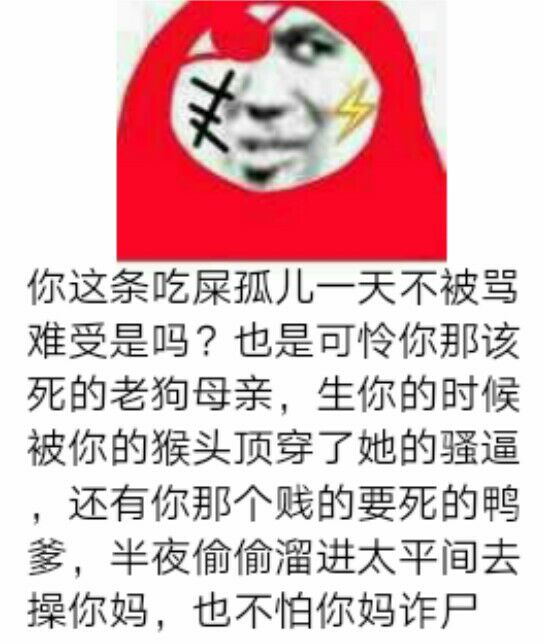 你这条吃屎孤儿一天不被骂
难受是吗？也是可怜你那该
死的老狗母亲，生你的时候
被你的猴头顶穿了她的骚逼
，还有你那个贱的要死的鸭
爹，半夜偷偷溜进太平间去
操你妈，也不怕你妈诈尸